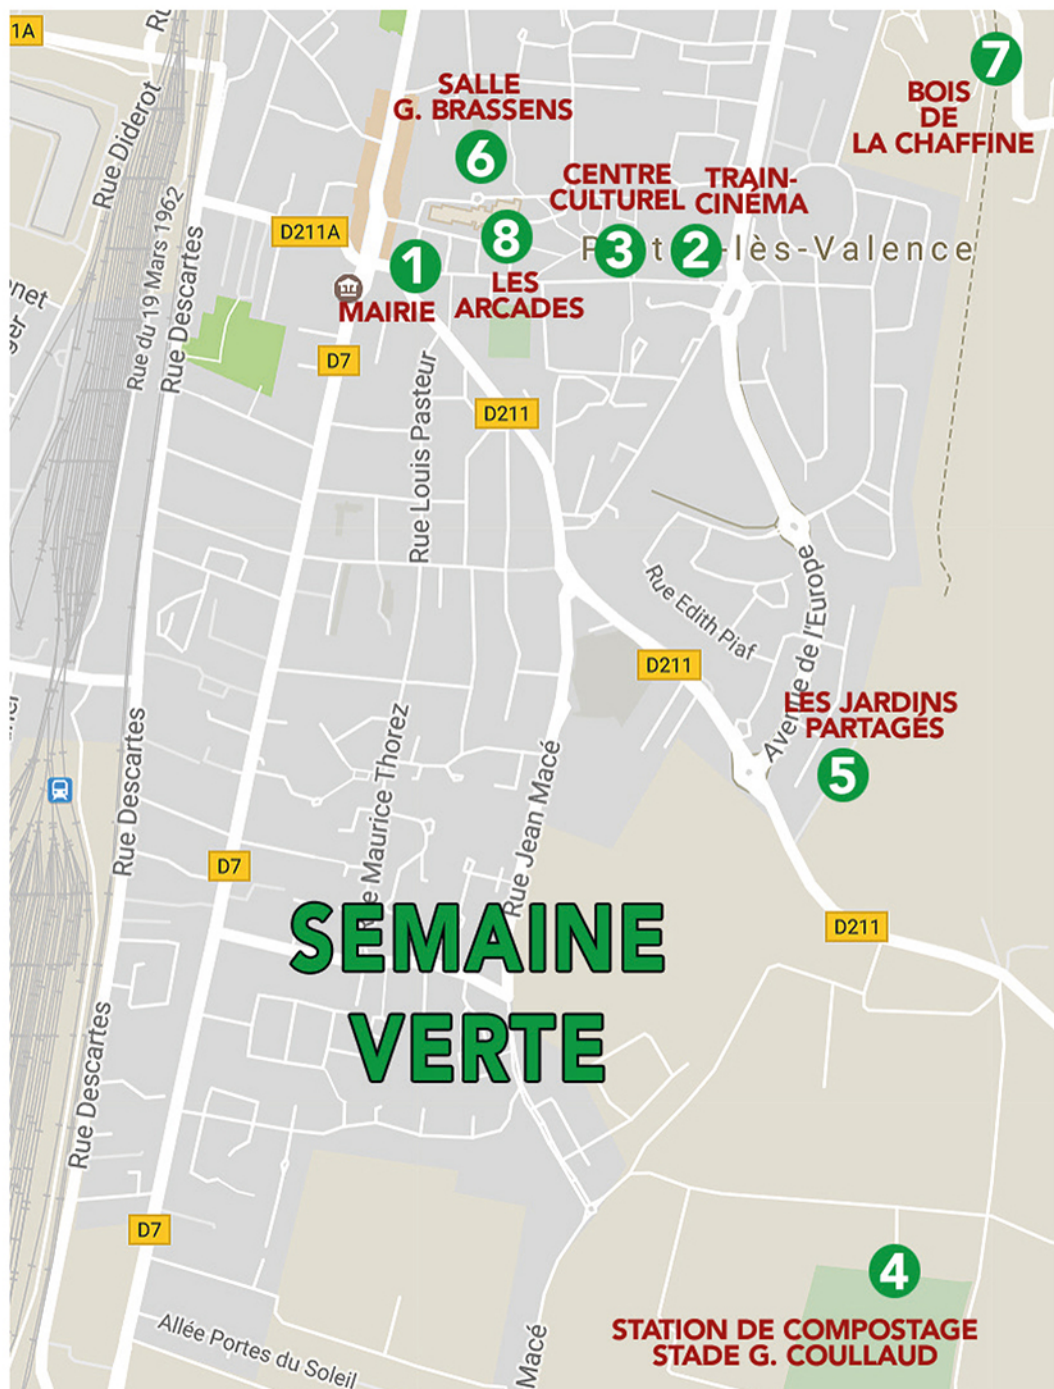 1A
7
BOIS
DE
LA CHAFFINE
SALLE
G. BRASSENS
6
Rue Diderot
CENTRE
CULTUREL
TRAIN-
CINÉMA
D211A
1
MAIRIE
8
LES
ARCADES
3
2
-lès-Valence
Rue du 19 Mars 1962
Rue Descartes
D7
Rue Louis Pasteur
D211
Rue Edith Piaf
Avenue de l'Europe
D211
LES JARDINS
PARTAGÉS
5
Rue Descartes
Rue Maurice Thorez
Rue Jean Macé
D7
D211
SEMAINE
VERTE
Rue Descartes
D7
4
STATION DE COMPOSTAGE
STADE G. COULLAUD
Allée Portes du Soleil
Macé